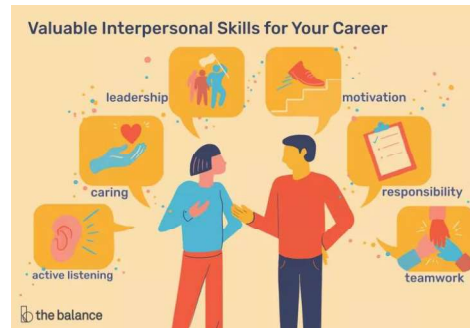 Valuable Interpersonal Skills for Your Career
leadership
motivation
caring
responsibility
active listening
teamwork
the balance